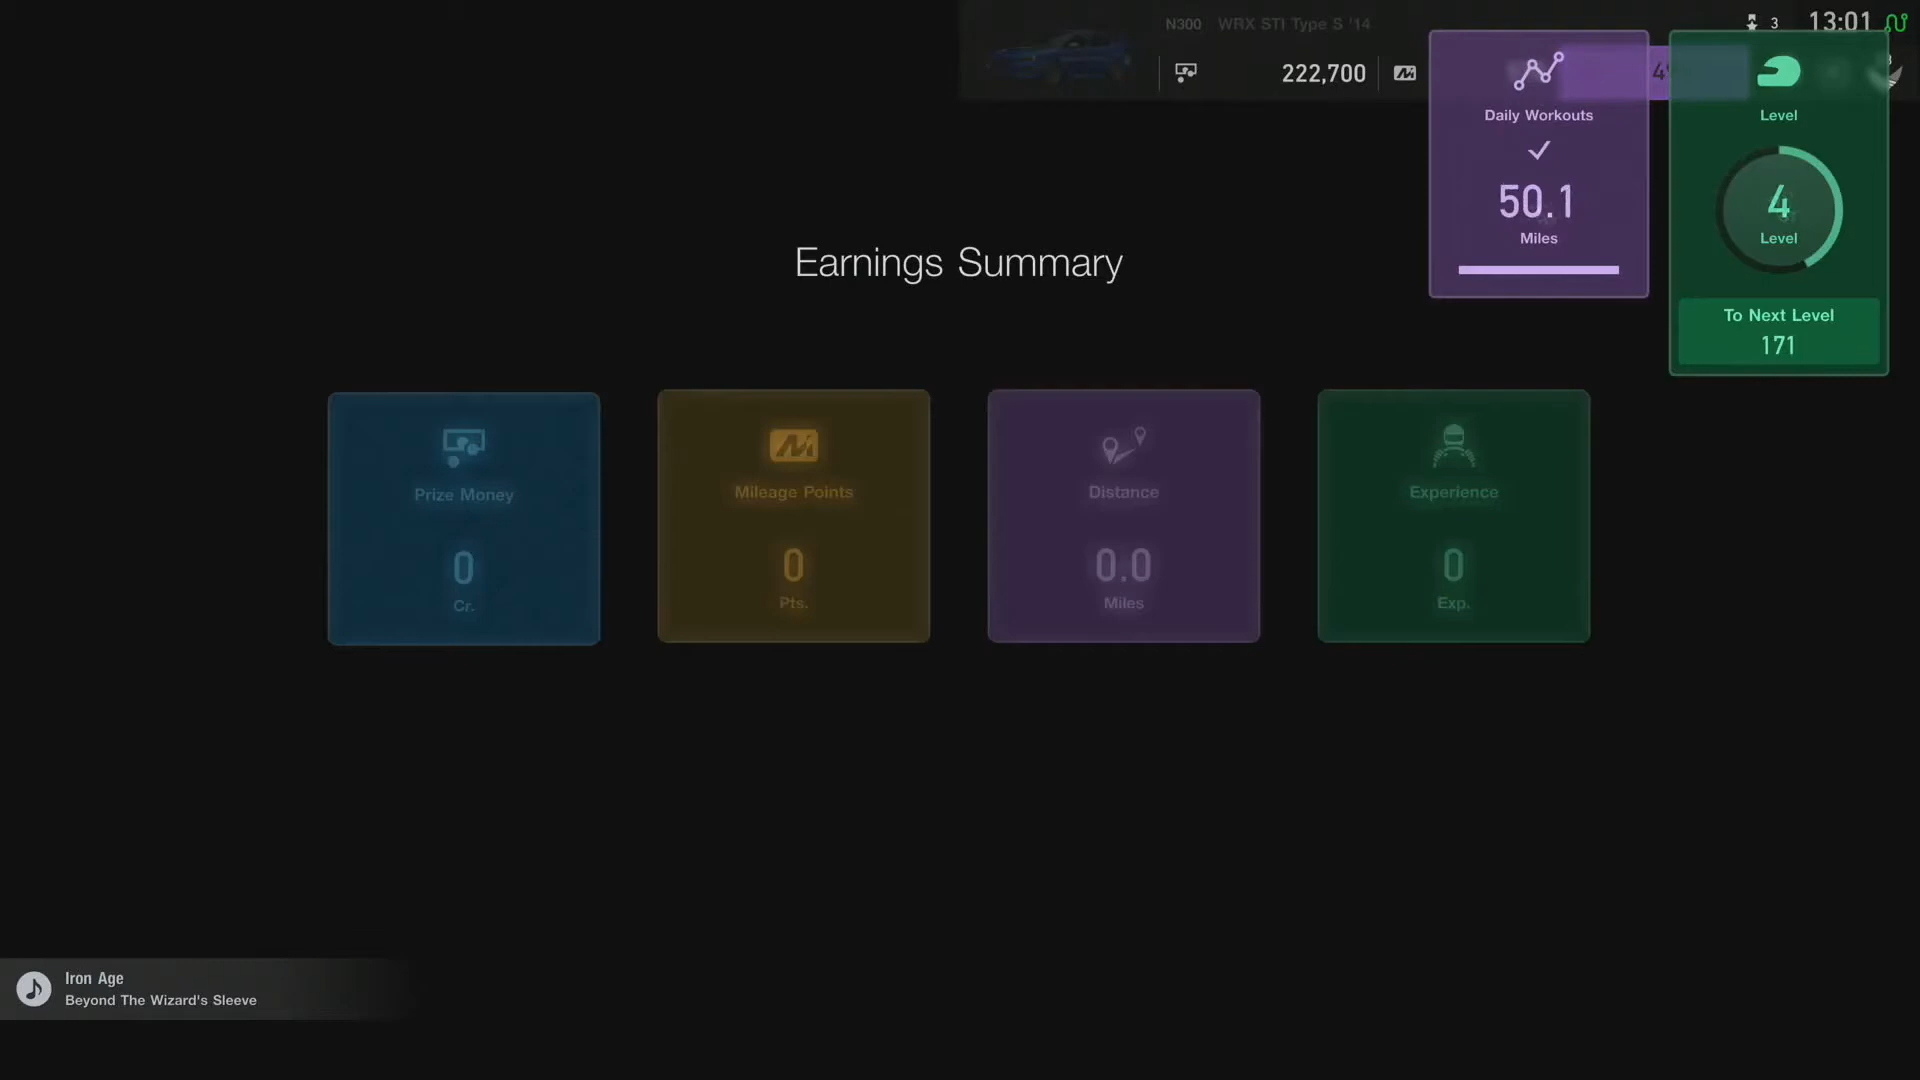 N300 WRX STI Type S '14
3 13:01
222,700
Daily Workouts
50.1
Miles
Level
4
Level
To Next Level
171
Earnings Summary
Prize Money
0
Cr.
Mileage Points
0
Pts.
Distance
0.0
Miles
Experience
0
Exp.
Iron Age
Beyond The Wizard's Sleeve